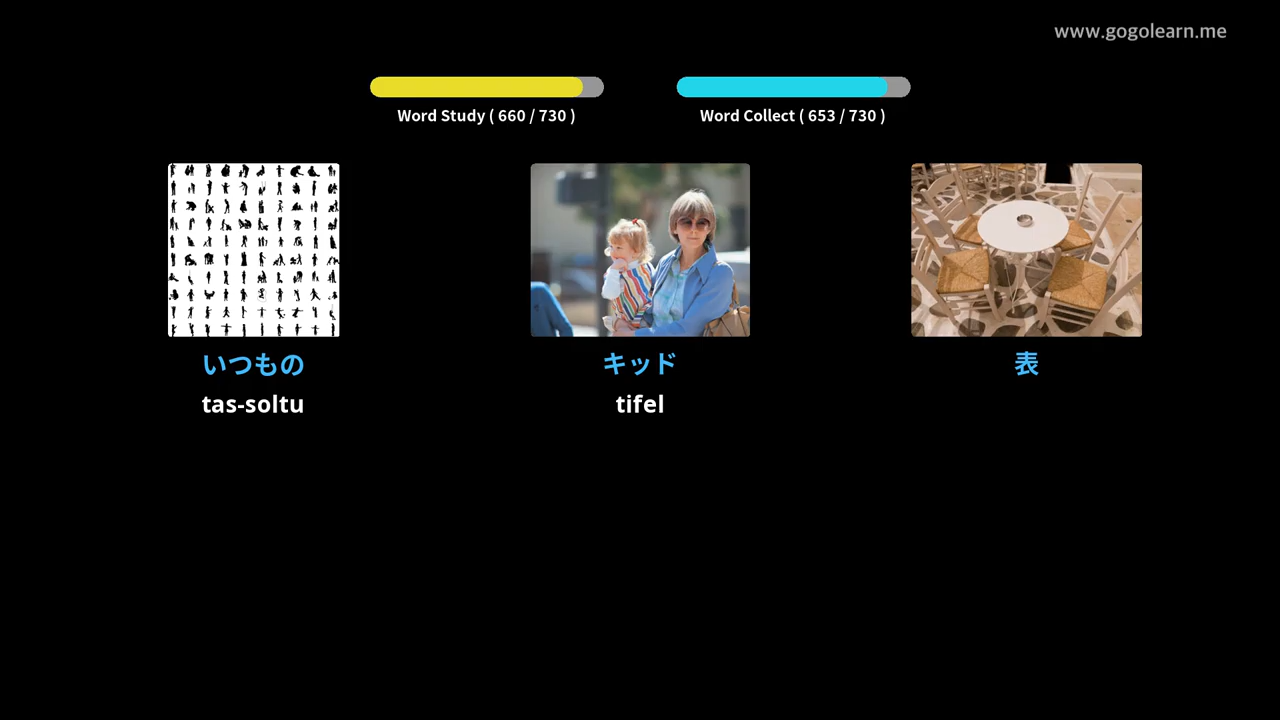 www.gogolearn.me
Word Study ( 660 / 730 )
Word Collect ( 653 / 730 )
いつもの
キッド
表
tas-soltu
tifel